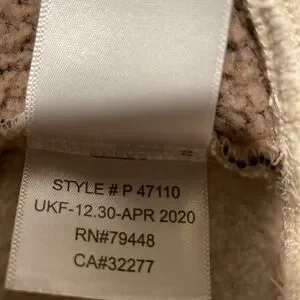 STYLE # P 47110
UKF-12.30-APR 2020
RN#79448
CA#32277